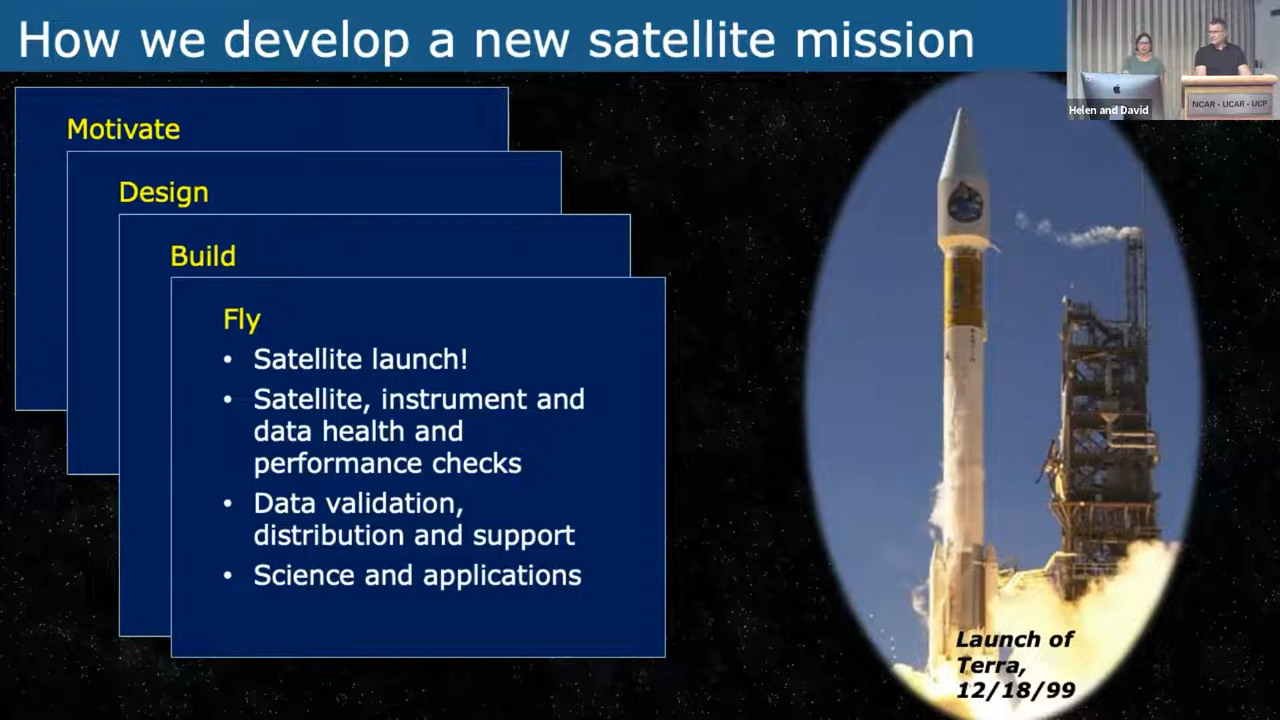 How we develop a new satellite mission
Helen and David
NCAR • UCAR • UCP
Motivate
Design
Build
Fly
• Satellite launch!
• Satellite, instrument and
data health and
performance checks
• Data validation,
distribution and support
• Science and applications
Launch of
Terra,
12/18/99